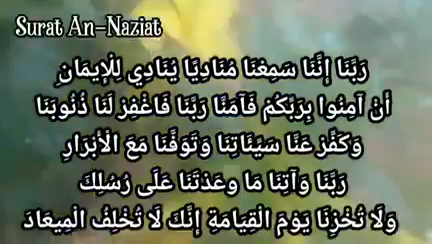 Surat An-Naziat
رَبَّنَا إِنَّنَا سَمِعْنَا مُنَادِيًا يُنَادِي لِلْإِيمَانِ
أَنْ آمِنُوا بِرَبِّكُمْ فَآمَنَّا رَبَّنَا فَاغْفِرْ لَنَا ذُنُوبَنَا
وَكَفِّرْ عَنَّا سَيِّئَاتِنَا وَتَوَفَّنَا مَعَ الْأَبْرَارِ
رَبَّنَا وَآتِنَا مَا وَعَدْتَنَا عَلَى رُسُلِكَ
وَلَا تُخْزِنَا يَوْمَ الْقِيَامَةِ إِنَّكَ لَا تُخْلِفُ الْمِيعَادَ